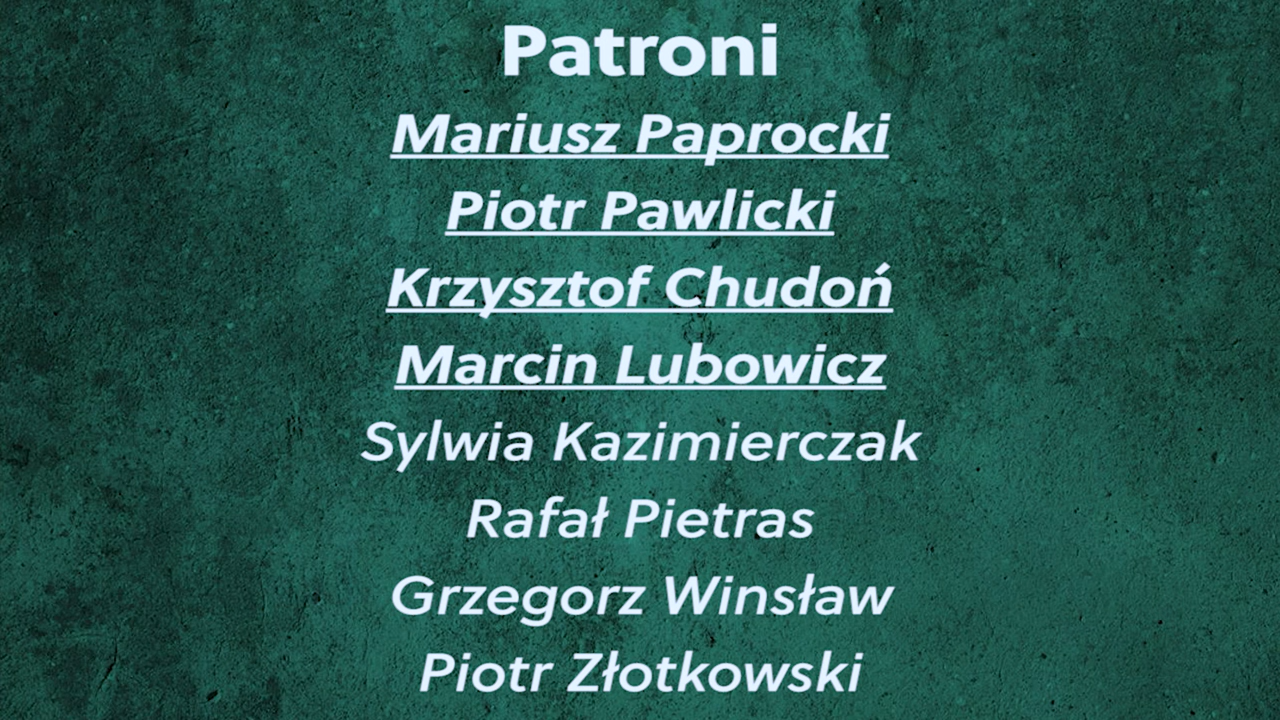 Patroni
Mariusz Paprocki
Piotr Pawlicki
Krzysztof Chudoń
Marcin Lubowicz
Sylwia Kazimierczak
Rafał Pietras
Grzegorz Winsław
Piotr Złotkowski